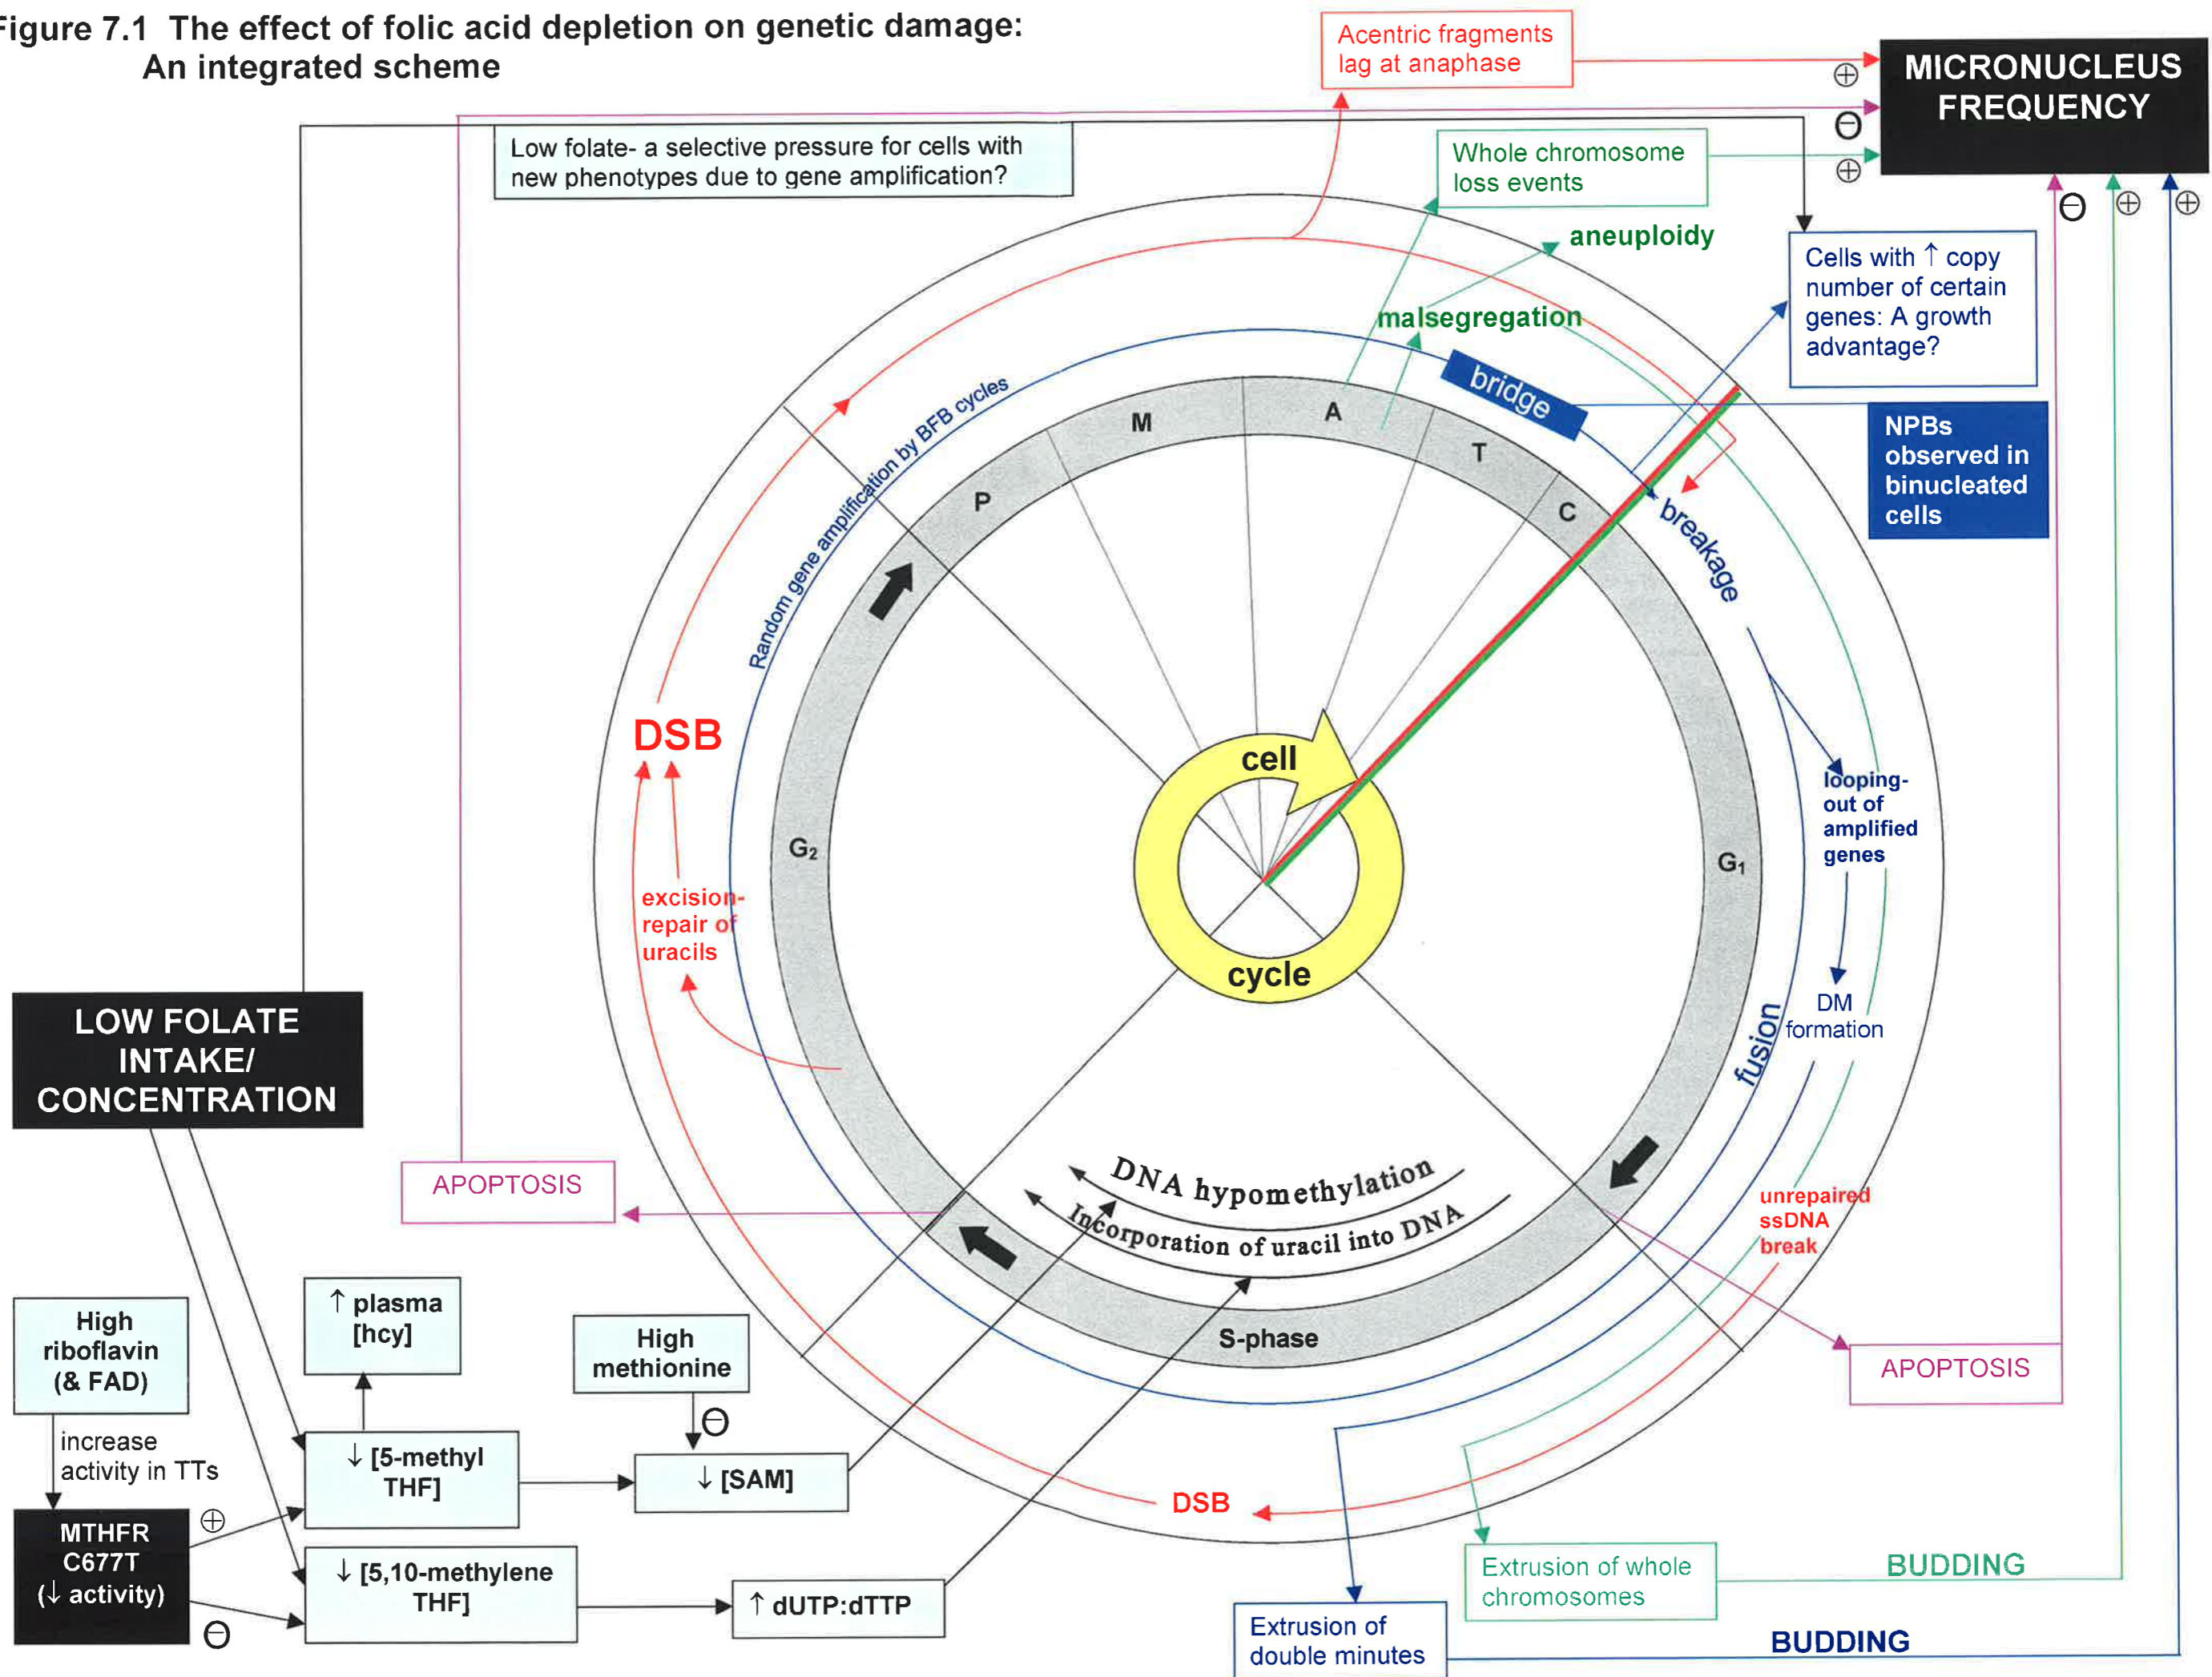 Figure 7.1 The effect of folic acid depletion on genetic damage:
An integrated scheme
Acentric fragments
lag at anaphase
MICRONUCLEUS
FREQUENCY
⊕
⊖
⊕
⊖
⊕
⊕
Low folate- a selective pressure for cells with
new phenotypes due to gene amplification?
Whole chromosome
loss events
aneuploidy
malsegregation
Cells with ↑ copy
number of certain
genes: A growth
advantage?
bridge
NPBs
observed in
binucleated
cells
Random gene amplification by BFB cycles
P
M
A
T
C
breakage
DSB
cell
cycle
looping-
out of
amplified
genes
G₂
G₁
excision-
repair of
uracils
DM
formation
fusion
LOW FOLATE
INTAKE/
CONCENTRATION
APOPTOSIS
DNA hypomethylation
Incorporation of uracil into DNA
unrepaired
ssDNA
break
S-phase
APOPTOSIS
High
riboflavin
(& FAD)
↑ plasma
[hcy]
High
methionine
⊖
increase
activity in TTs
↓ [5-methyl
THF]
↓ [SAM]
DSB
MTHFR
C677T
(↓ activity)
⊕
⊖
↓ [5,10-methylene
THF]
↑ dUTP:dTTP
Extrusion of whole
chromosomes
BUDDING
Extrusion of
double minutes
BUDDING